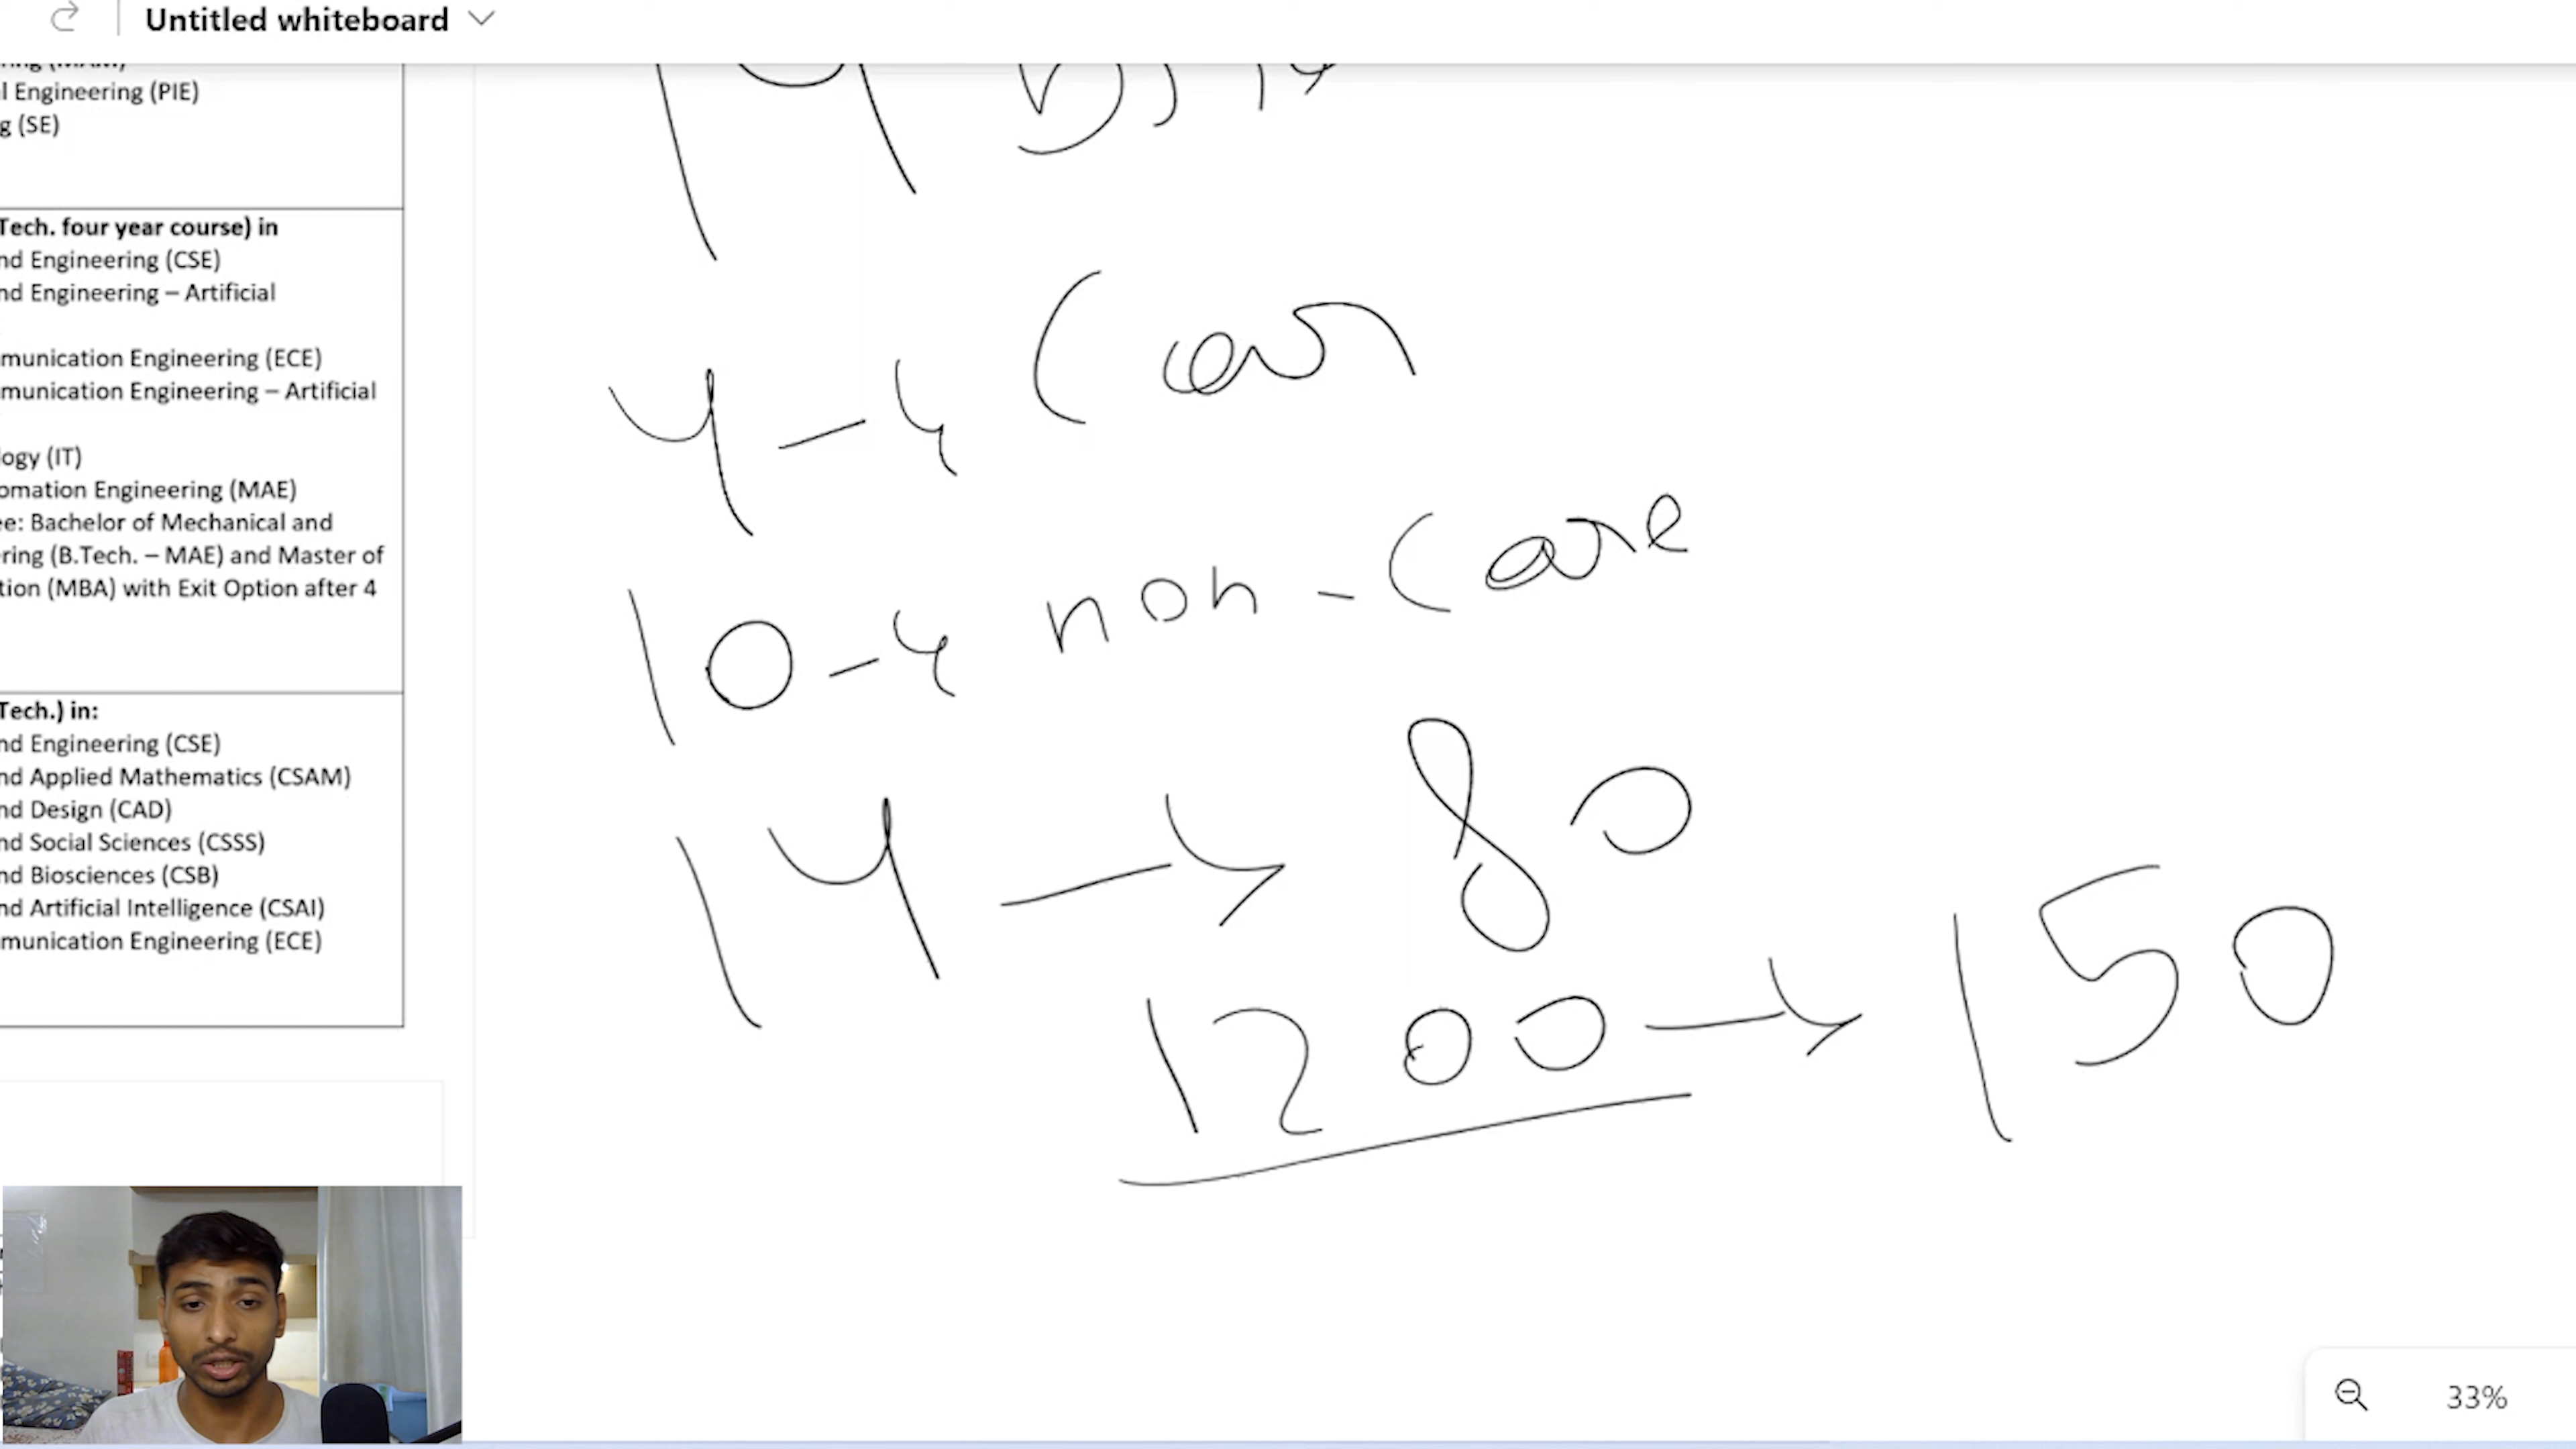 Untitled whiteboard
l Engineering (PIE)
g (SE)
Tech. four year course) in
nd Engineering (CSE)
nd Engineering – Artificial
munication Engineering (ECE)
munication Engineering – Artificial
ogy (IT)
omation Engineering (MAE)
ee: Bachelor of Mechanical and
ring (B.Tech. – MAE) and Master of
tion (MBA) with Exit Option after 4
Tech.) in:
nd Engineering (CSE)
nd Applied Mathematics (CSAM)
nd Design (CAD)
nd Social Sciences (CSSS)
nd Biosciences (CSB)
nd Artificial Intelligence (CSAI)
munication Engineering (ECE)
14
4-4
10-4 non-Core
14 → 80
1200 → 150
33%